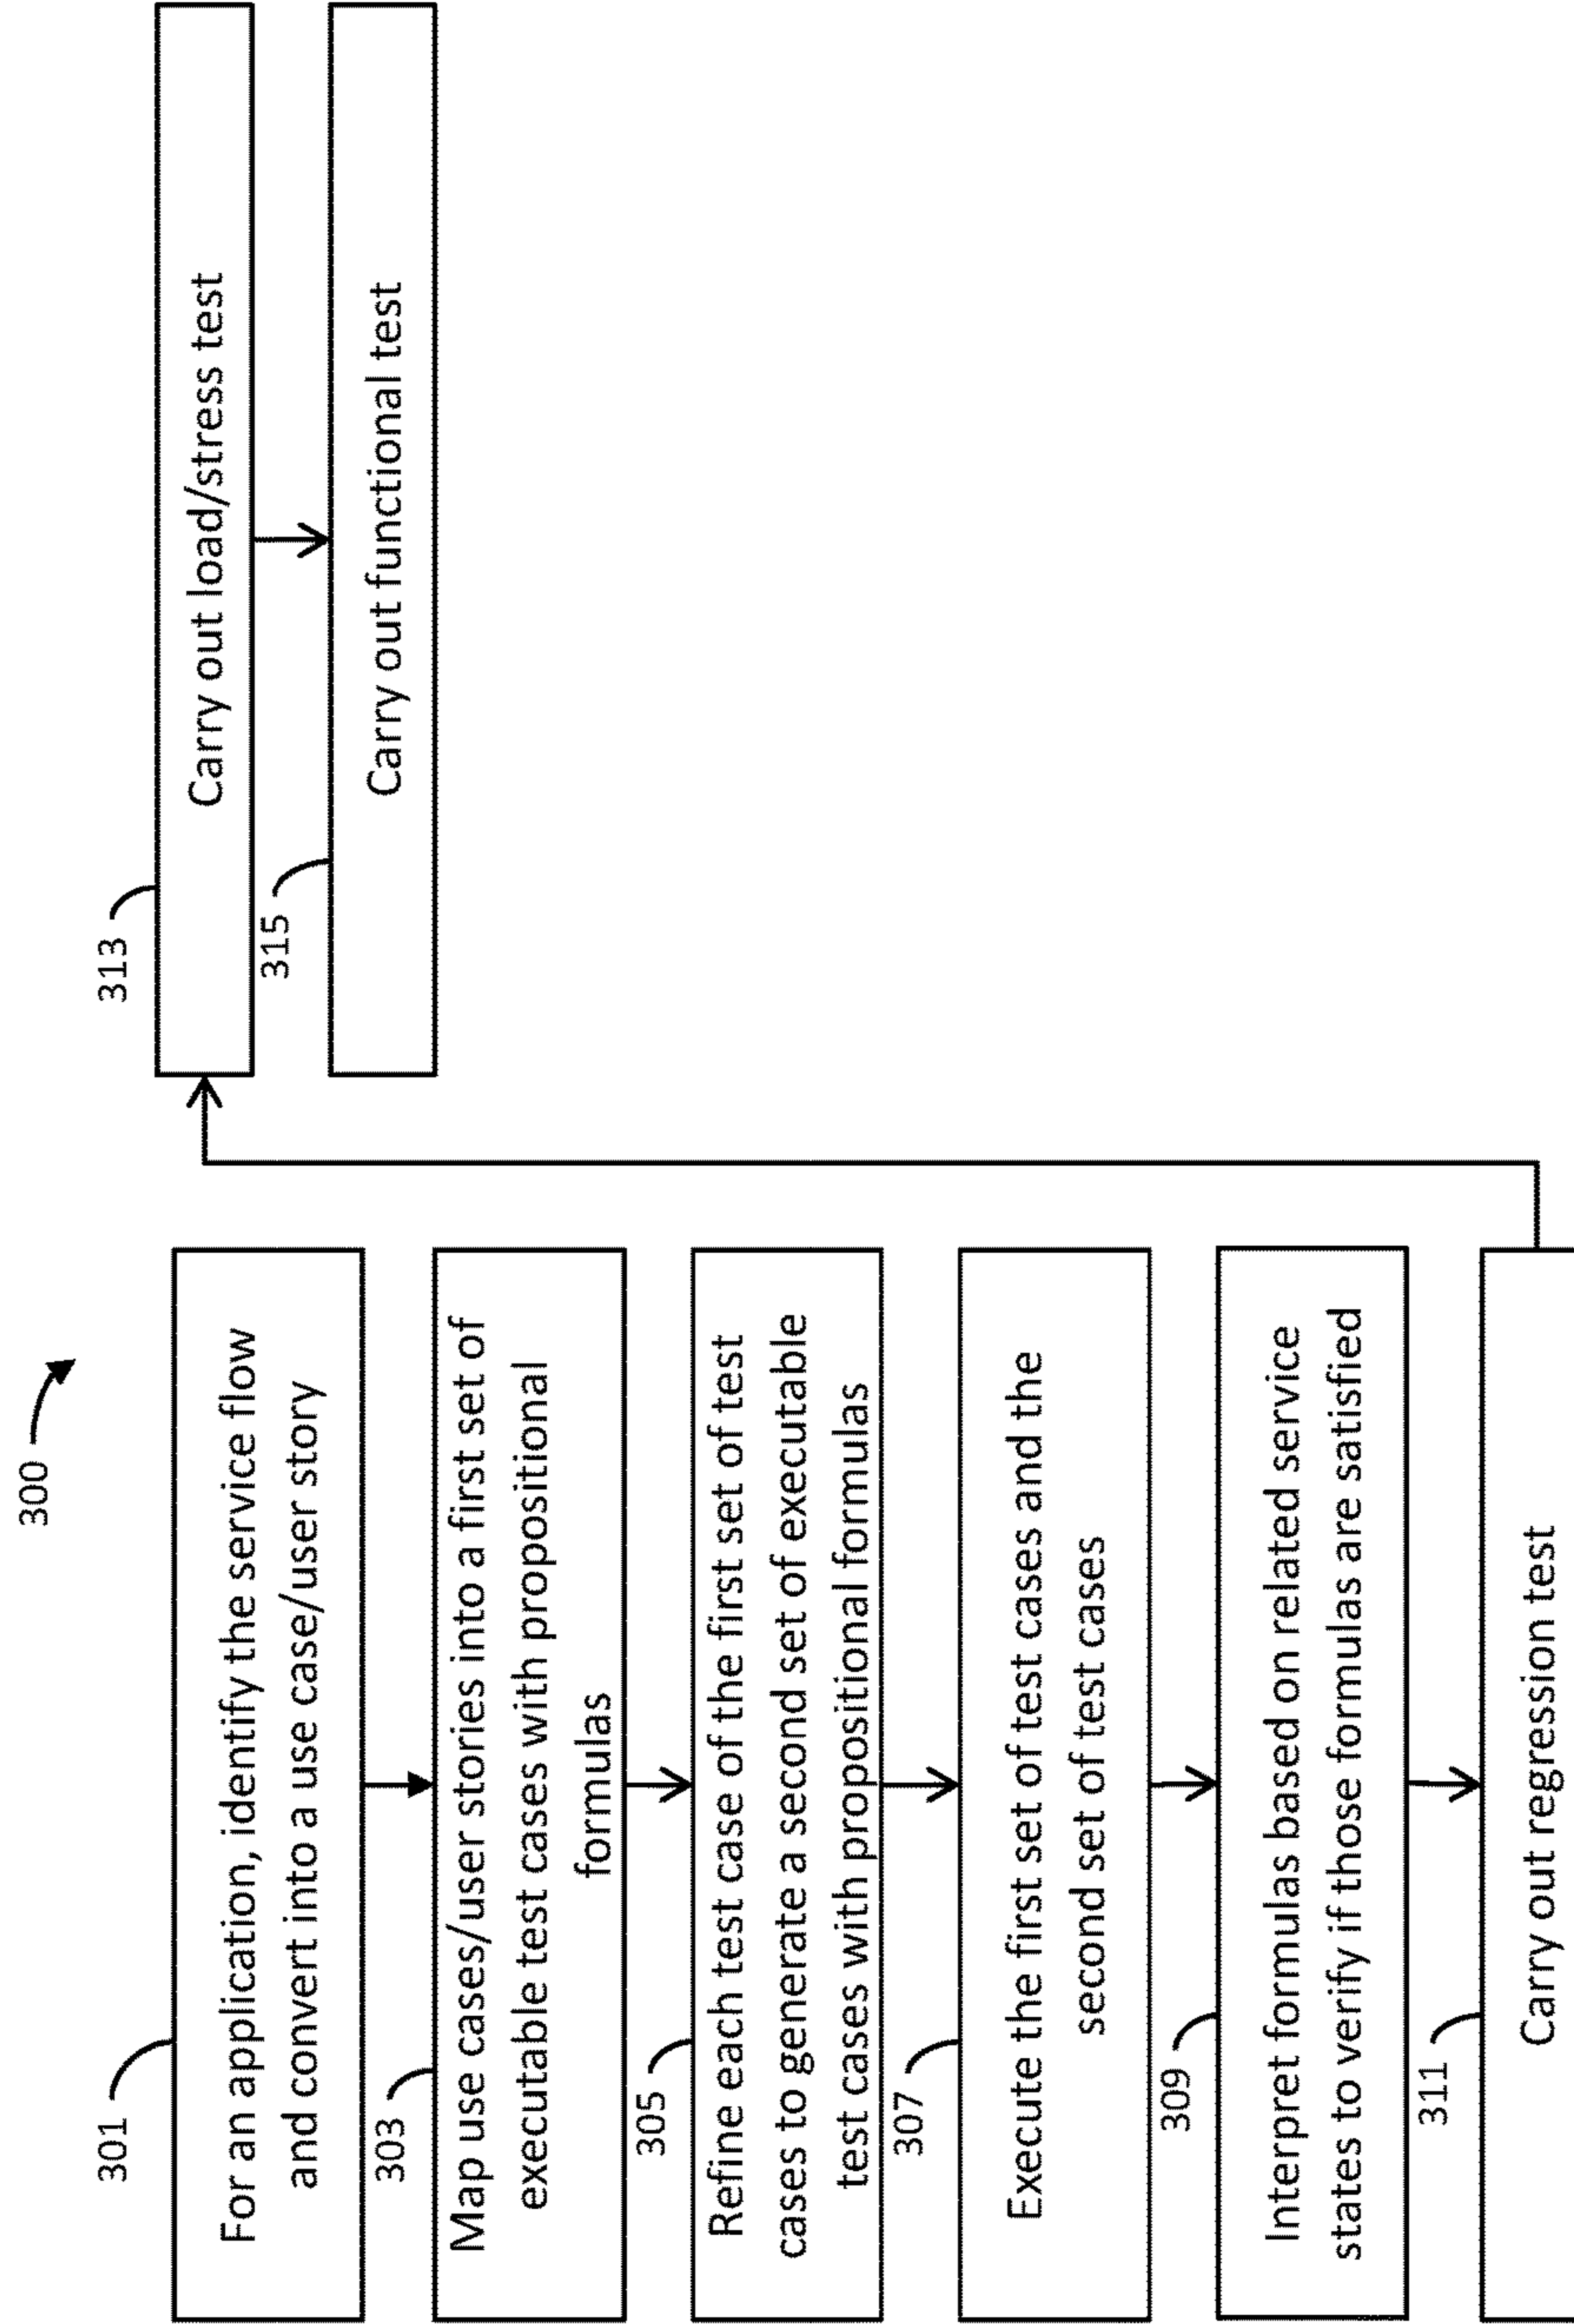 300
301
For an application, identify the service flow
and convert into a use case/user story
303
Map use cases/user stories into a first set of
executable test cases with propositional
formulas
305
Refine each test case of the first set of test
cases to generate a second set of executable
test cases with propositional formulas
307
Execute the first set of test cases and the
second set of test cases
309
Interpret formulas based on related service
states to verify if those formulas are satisfied
311
Carry out regression test
313
Carry out load/stress test
315
Carry out functional test